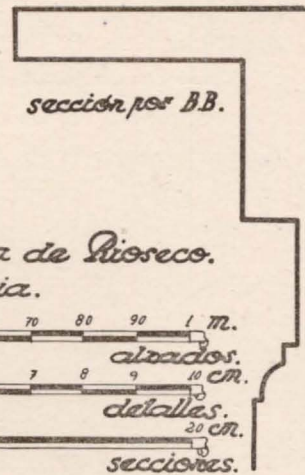 sección por BB.
a de Rioseco.
ia.
70 80 90 1 m.
alzados.
7 8 9 10 cm.
detalles.
20 cm.
secciones.